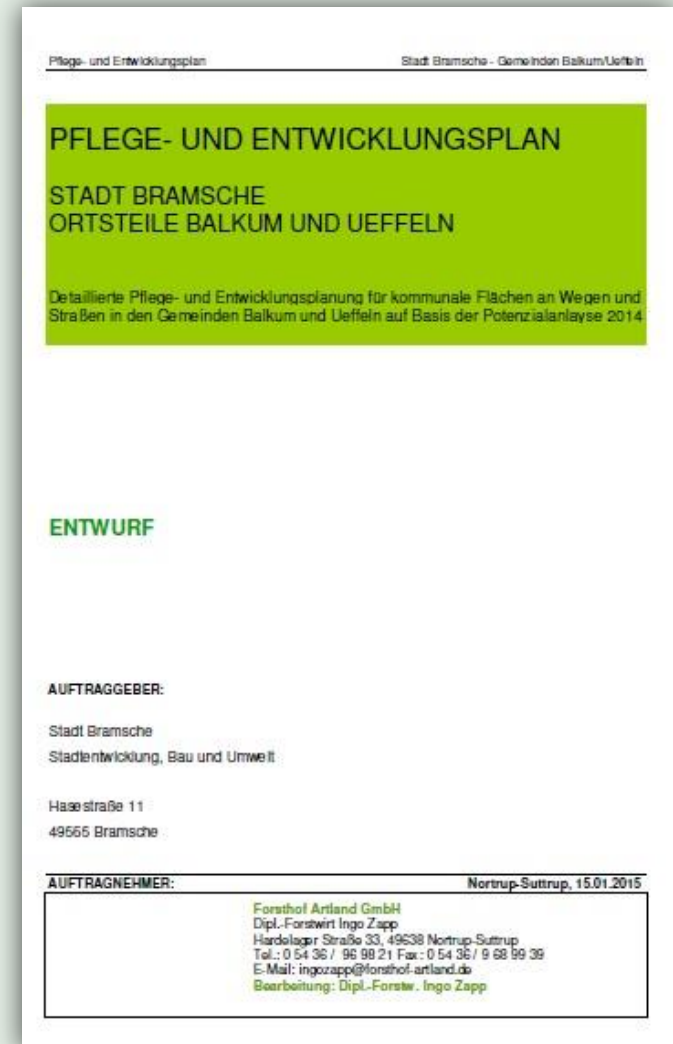 Pflege- und Entwicklungsplan Stadt Bramsche - Gemeinden Balkum/Ueffeln
PFLEGE- UND ENTWICKLUNGSPLAN
STADT BRAMSCHE
ORTSTEILE BALKUM UND UEFFELN
Detaillierte Pflege- und Entwicklungsplanung für kommunale Flächen an Wegen und
Straßen in den Gemeinden Balkum und Ueffeln auf Basis der Potenzialanlayse 2014
ENTWURF
AUFTRAGGEBER:
Stadt Bramsche
Stadtentwicklung, Bau und Umwelt
Hasestraße 11
49565 Bramsche
AUFTRAGNEHMER: Nortrup-Suttrup, 15.01.2015
Forsthof Artland GmbH
Dipl.-Forstwirt Ingo Zapp
Hardelager Straße 33, 49638 Nortrup-Suttrup
Tel.: 0 54 36 / 96 98 21 Fax: 0 54 36 / 9 68 99 39
E-Mail: ingozapp@forsthof-artland.de
Bearbeitung: Dipl.-Forstw. Ingo Zapp